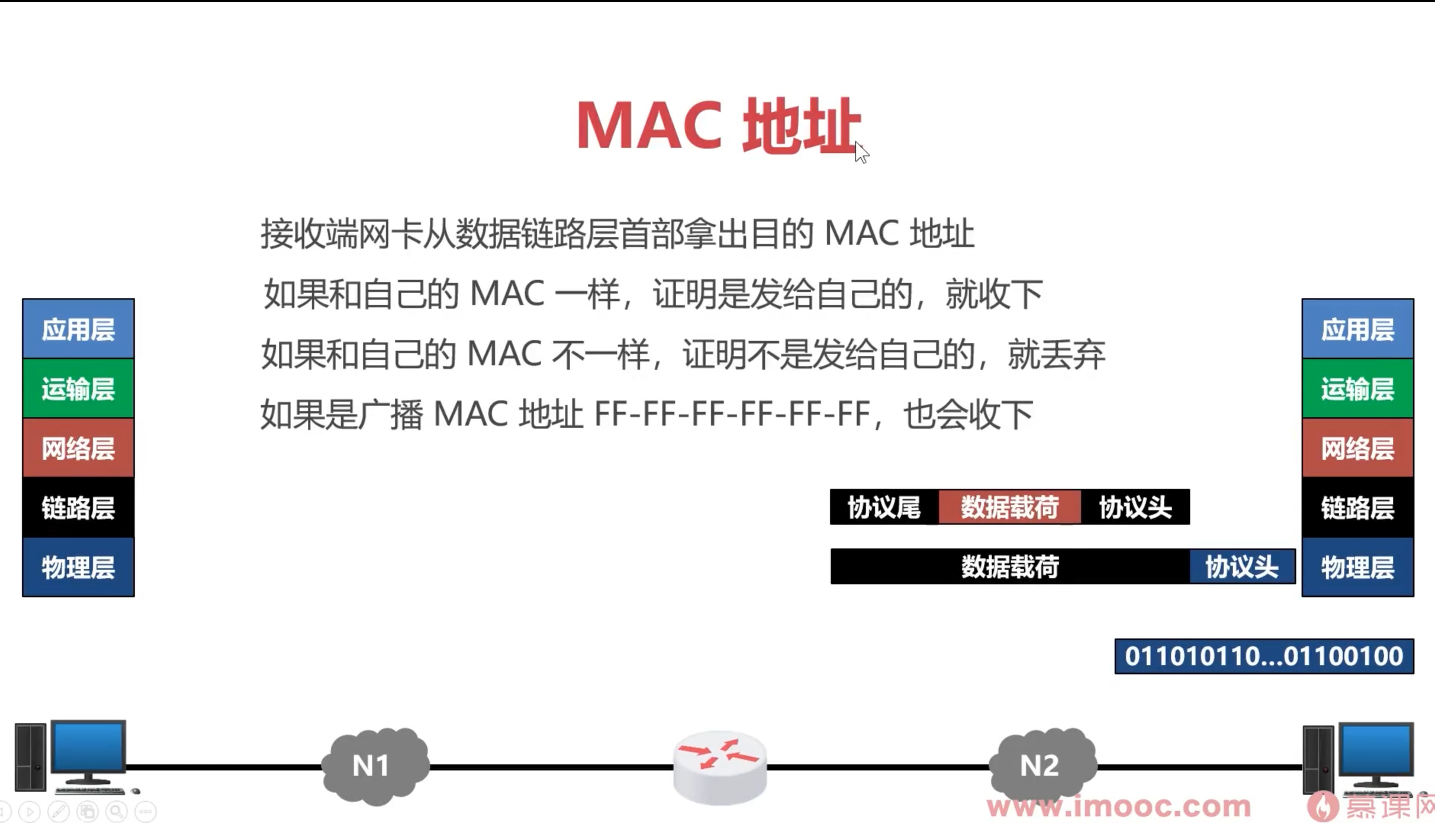 MAC 地址
接收端网卡从数据链路层首部拿出目的 MAC 地址
如果和自己的 MAC 一样，证明是发给自己的，就收下
如果和自己的 MAC 不一样，证明不是发给自己的，就丢弃
如果是广播 MAC 地址 FF-FF-FF-FF-FF-FF，也会收下
应用层
运输层
网络层
链路层
物理层
应用层
运输层
网络层
链路层
物理层
协议尾 数据载荷 协议头
数据载荷 协议头
011010110...01100100
N1
N2
www.imooc.com
慕课网